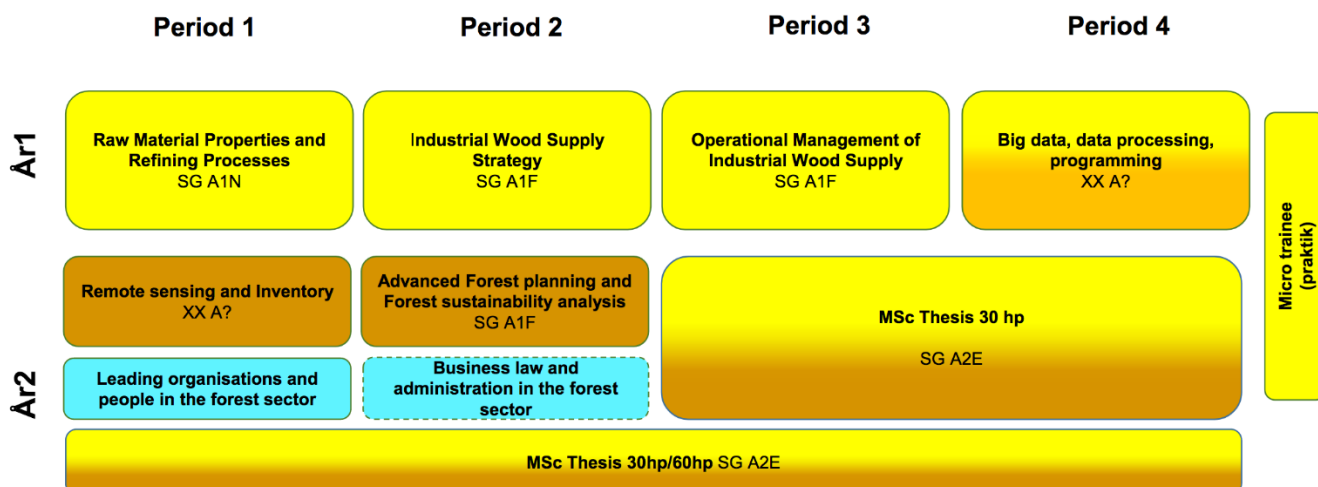 Period 1
Period 2
Period 3
Period 4
År1
Raw Material Properties and
Refining Processes
SG A1N
Industrial Wood Supply
Strategy
SG A1F
Operational Management of
Industrial Wood Supply
SG A1F
Big data, data processing,
programming
XX A?
Micro trainee
(praktik)
År2
Remote sensing and Inventory
XX A?
Advanced Forest planning and
Forest sustainability analysis
SG A1F
MSc Thesis 30 hp
SG A2E
Leading organisations and
people in the forest sector
Business law and
administration in the forest
sector
MSc Thesis 30hp/60hp SG A2E